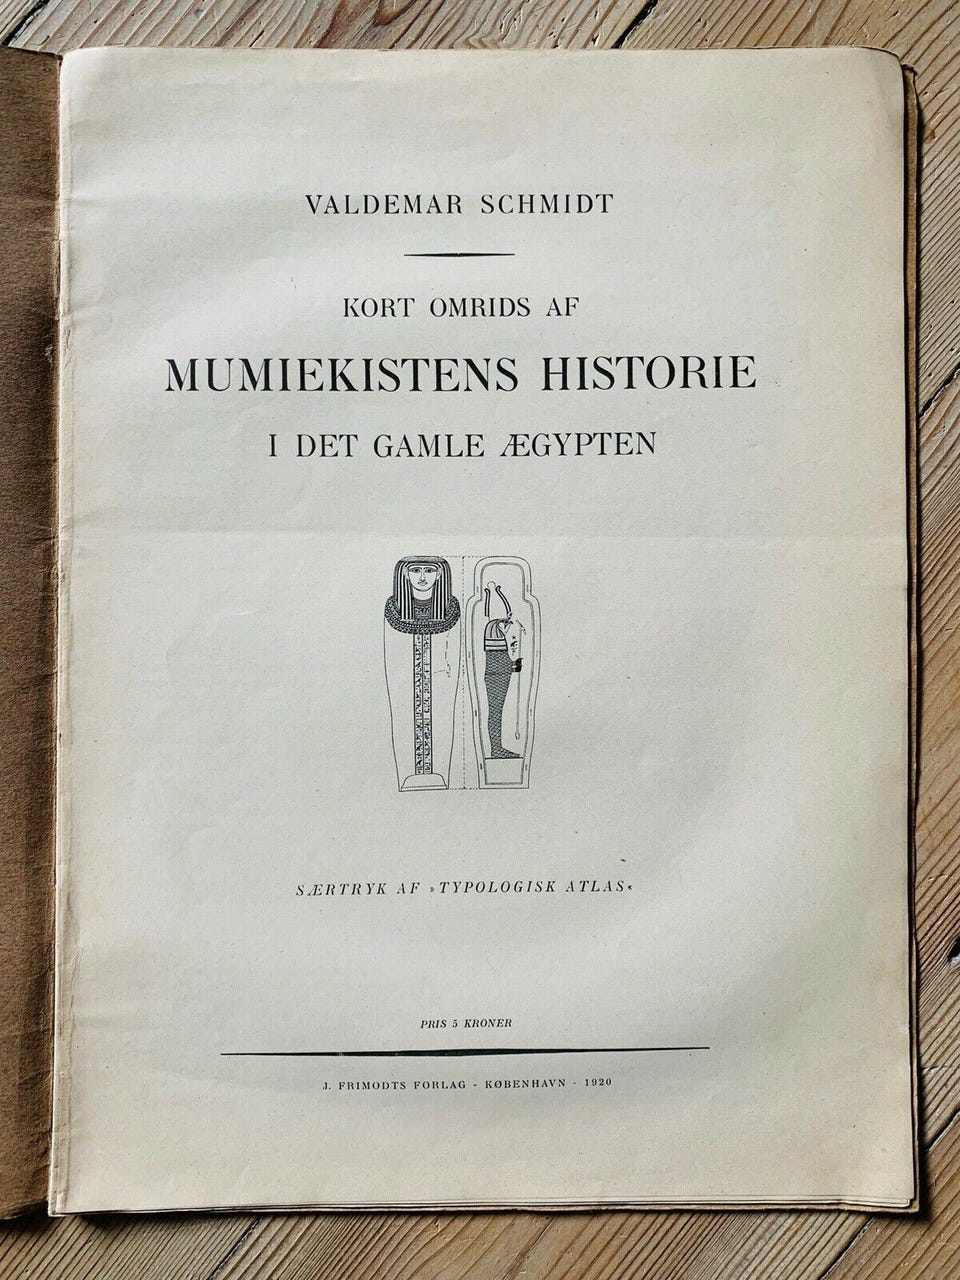 VALDEMAR SCHMIDT
KORT OMRIDS AF
MUMIEKISTENS HISTORIE
I DET GAMLE ÆGYPTEN
SÆRTRYK AF »TYPOLOGISK ATLAS«
PRIS 5 KRONER
J. FRIMODTS FORLAG - KØBENHAVN - 1920